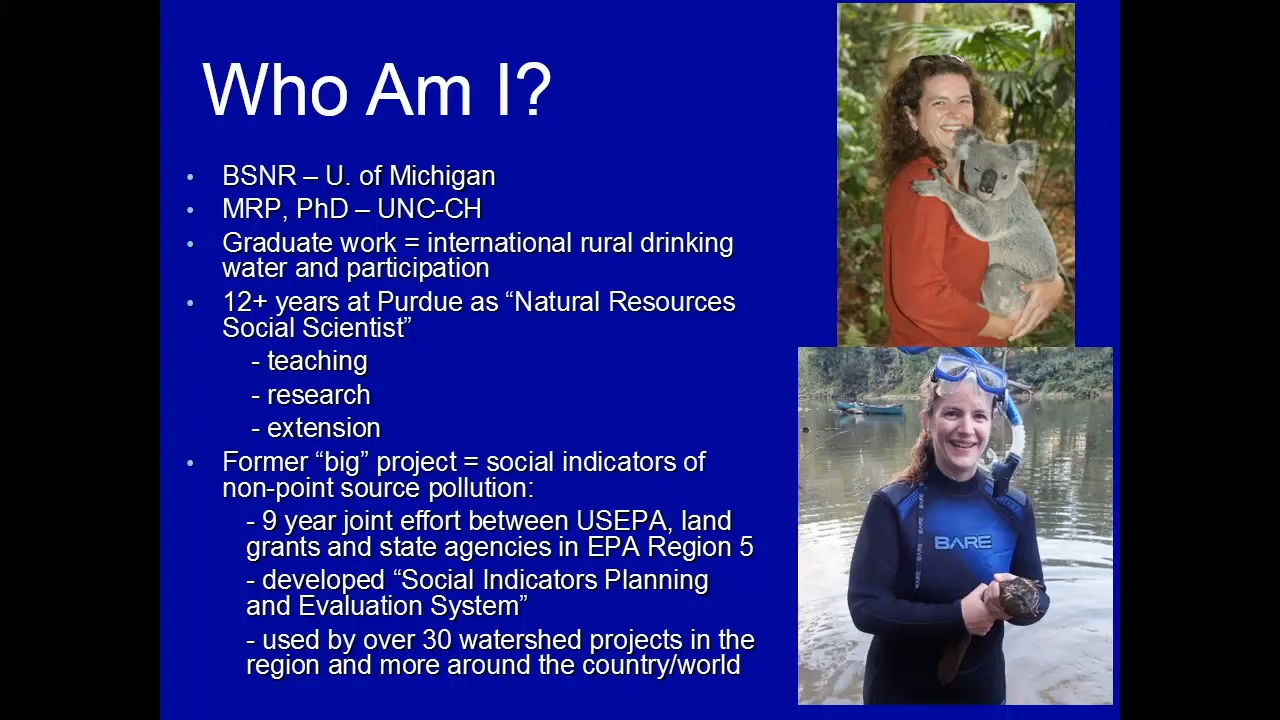 Who Am I?
• BSNR – U. of Michigan
• MRP, PhD – UNC-CH
• Graduate work = international rural drinking
water and participation
• 12+ years at Purdue as “Natural Resources
Social Scientist”
- teaching
- research
- extension
• Former “big” project = social indicators of
non-point source pollution:
- 9 year joint effort between USEPA, land
grants and state agencies in EPA Region 5
- developed “Social Indicators Planning
and Evaluation System”
- used by over 30 watershed projects in the
region and more around the country/world
BARE
BARE
BARE
BARE
BARE